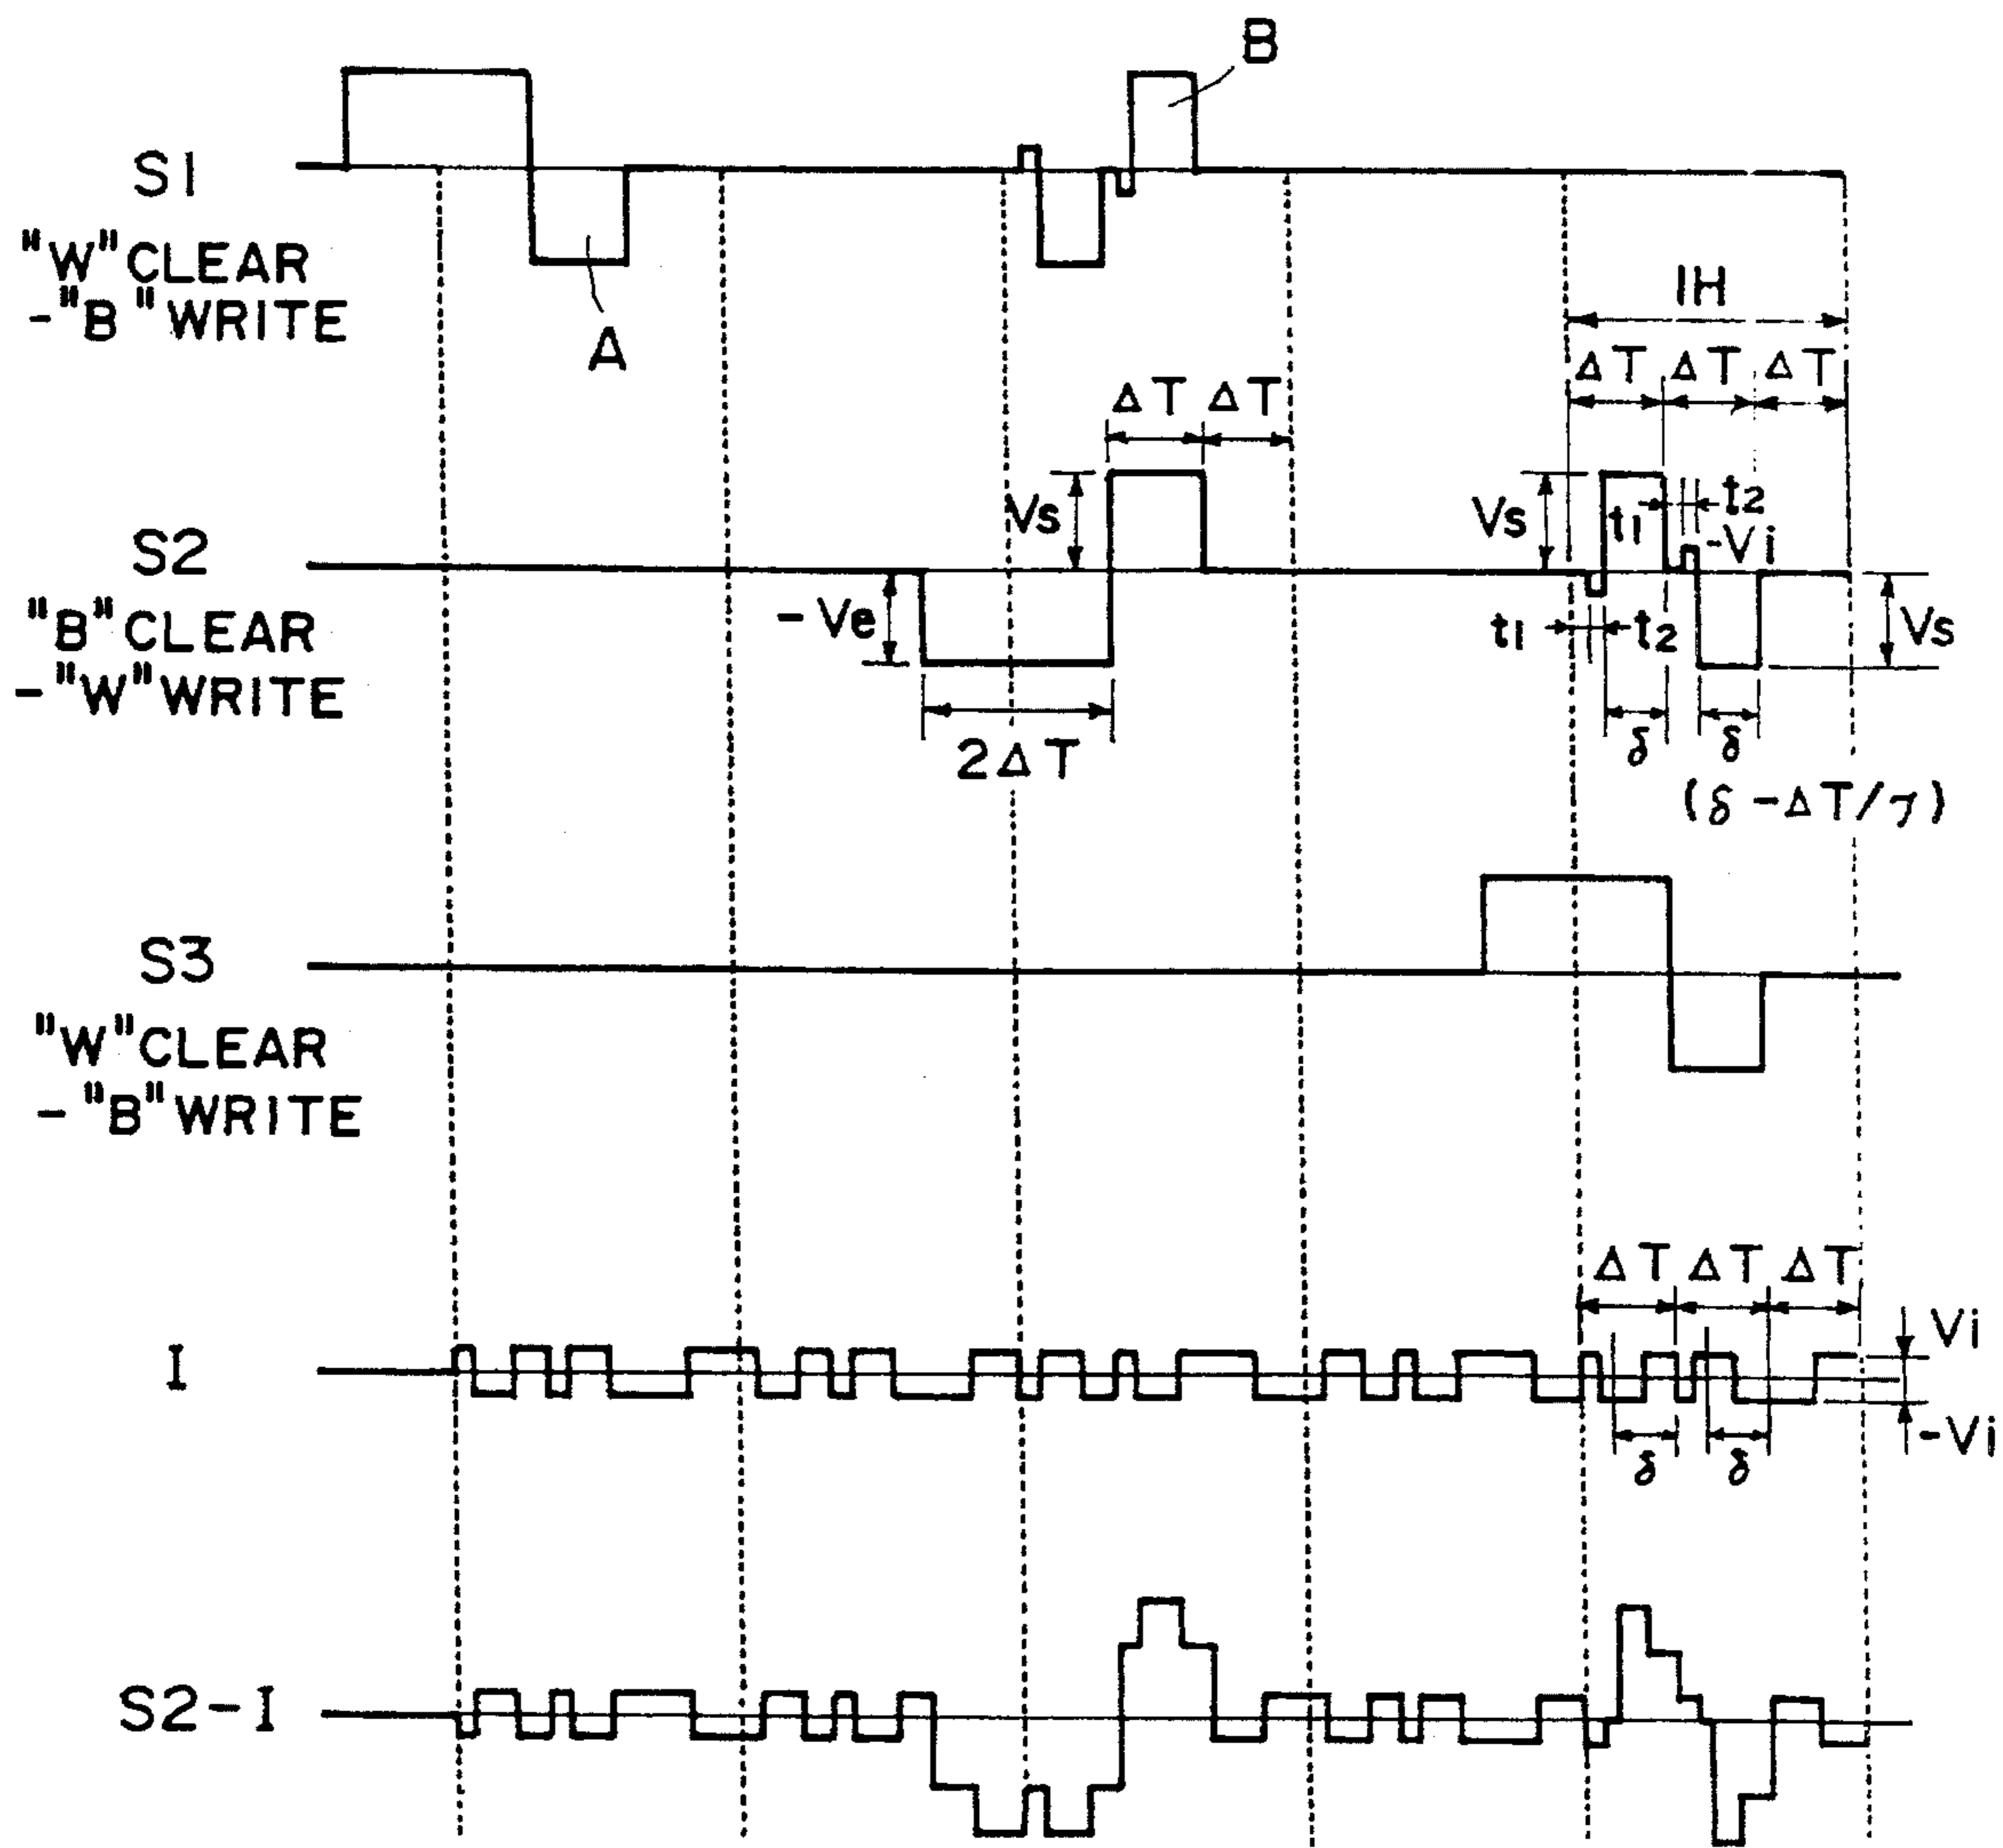 B
S1
"W" CLEAR
-"B" WRITE
A
1H
ΔT ΔT ΔT
ΔT ΔT
S2
"B" CLEAR
-"W" WRITE
Vs
-Ve
2ΔT
Vs
t1
t2
-Vi
t1
t2
Vs
δ
δ
(δ-ΔT/γ)
S3
"W" CLEAR
-"B" WRITE
ΔT ΔT ΔT
I
Vi
-Vi
δ
δ
S2-I